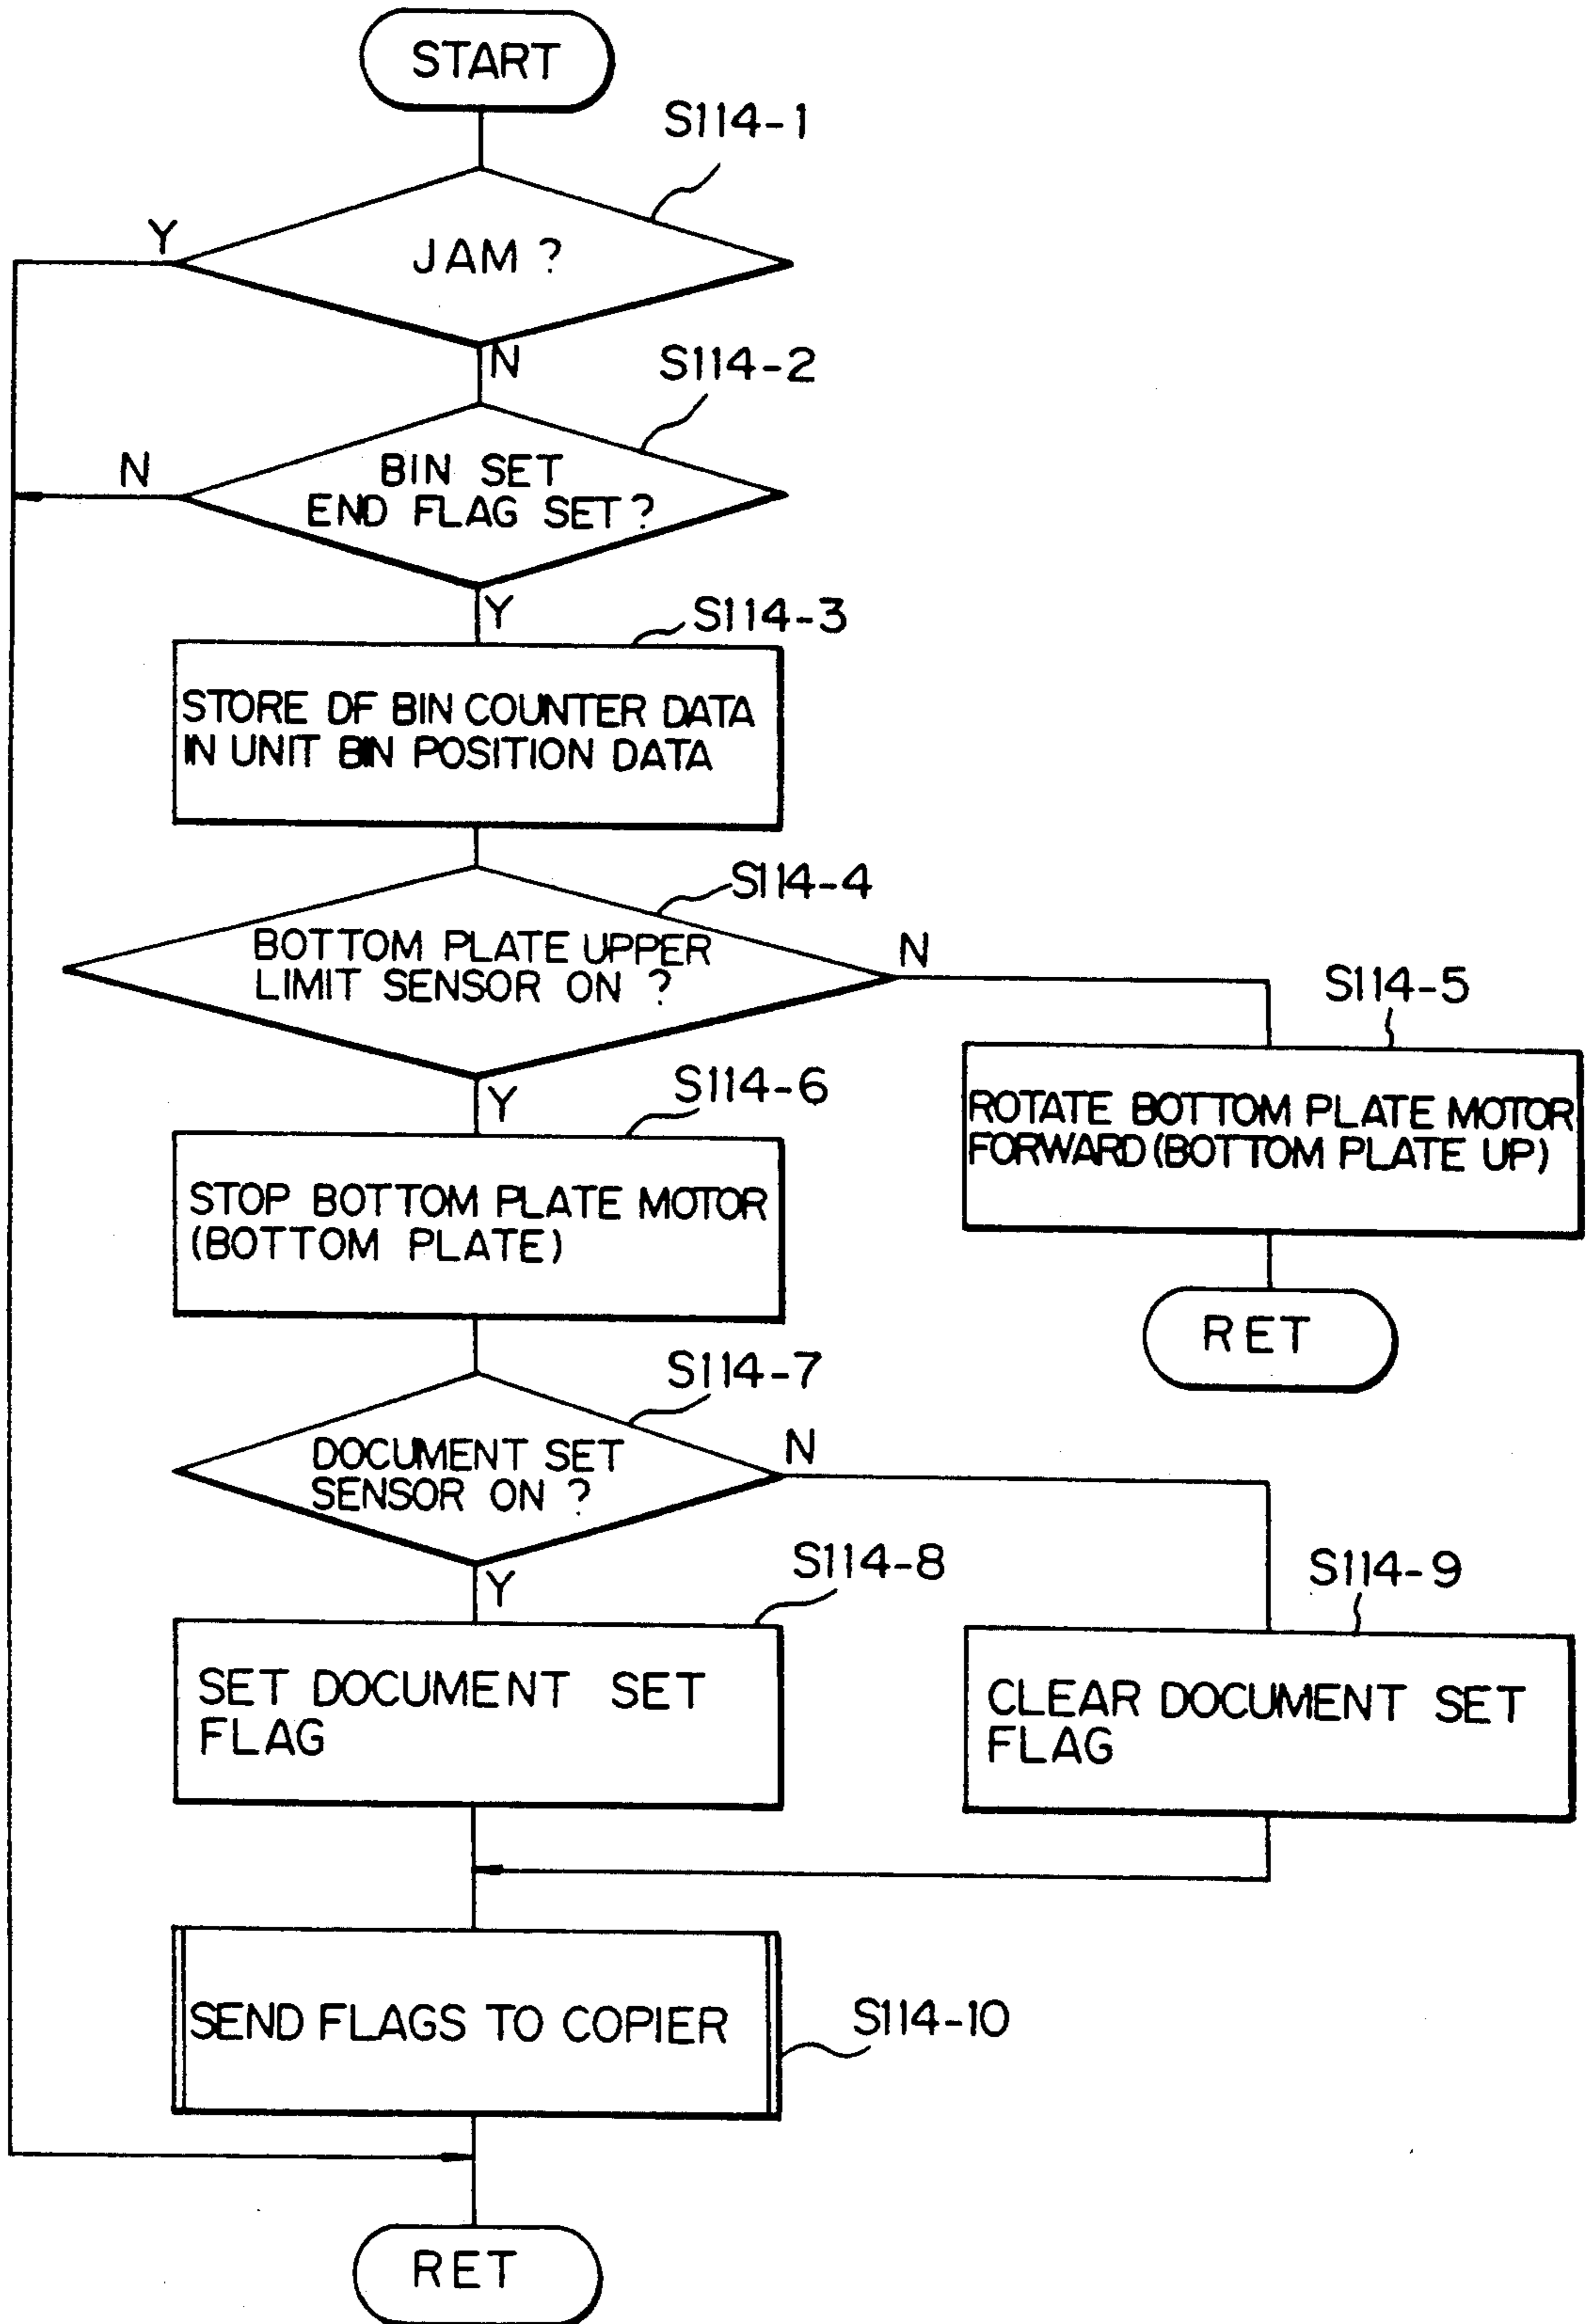 START
S114-1
Y
JAM ?
N
S114-2
N
BIN SET
END FLAG SET?
Y
S114-3
STORE DF BIN COUNTER DATA
IN UNIT BIN POSITION DATA
S114-4
BOTTOM PLATE UPPER
LIMIT SENSOR ON ?
N
S114-5
Y
S114-6
ROTATE BOTTOM PLATE MOTOR
FORWARD (BOTTOM PLATE UP)
STOP BOTTOM PLATE MOTOR
(BOTTOM PLATE)
RET
S114-7
DOCUMENT SET
SENSOR ON ?
N
Y
S114-8
S114-9
SET DOCUMENT SET
FLAG
CLEAR DOCUMENT SET
FLAG
SEND FLAGS TO COPIER
S114-10
RET